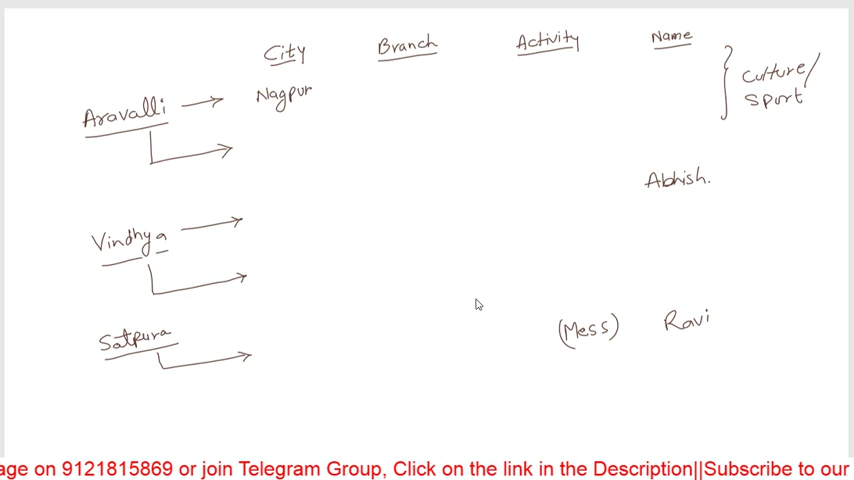 City Branch Activity Name
Aravalli Nagpur Culture/
Sport
Abhish.
Vindhya
Satpura (Mess) Ravi
age on 9121815869 or join Telegram Group, Click on the link in the Description||Subscribe to our